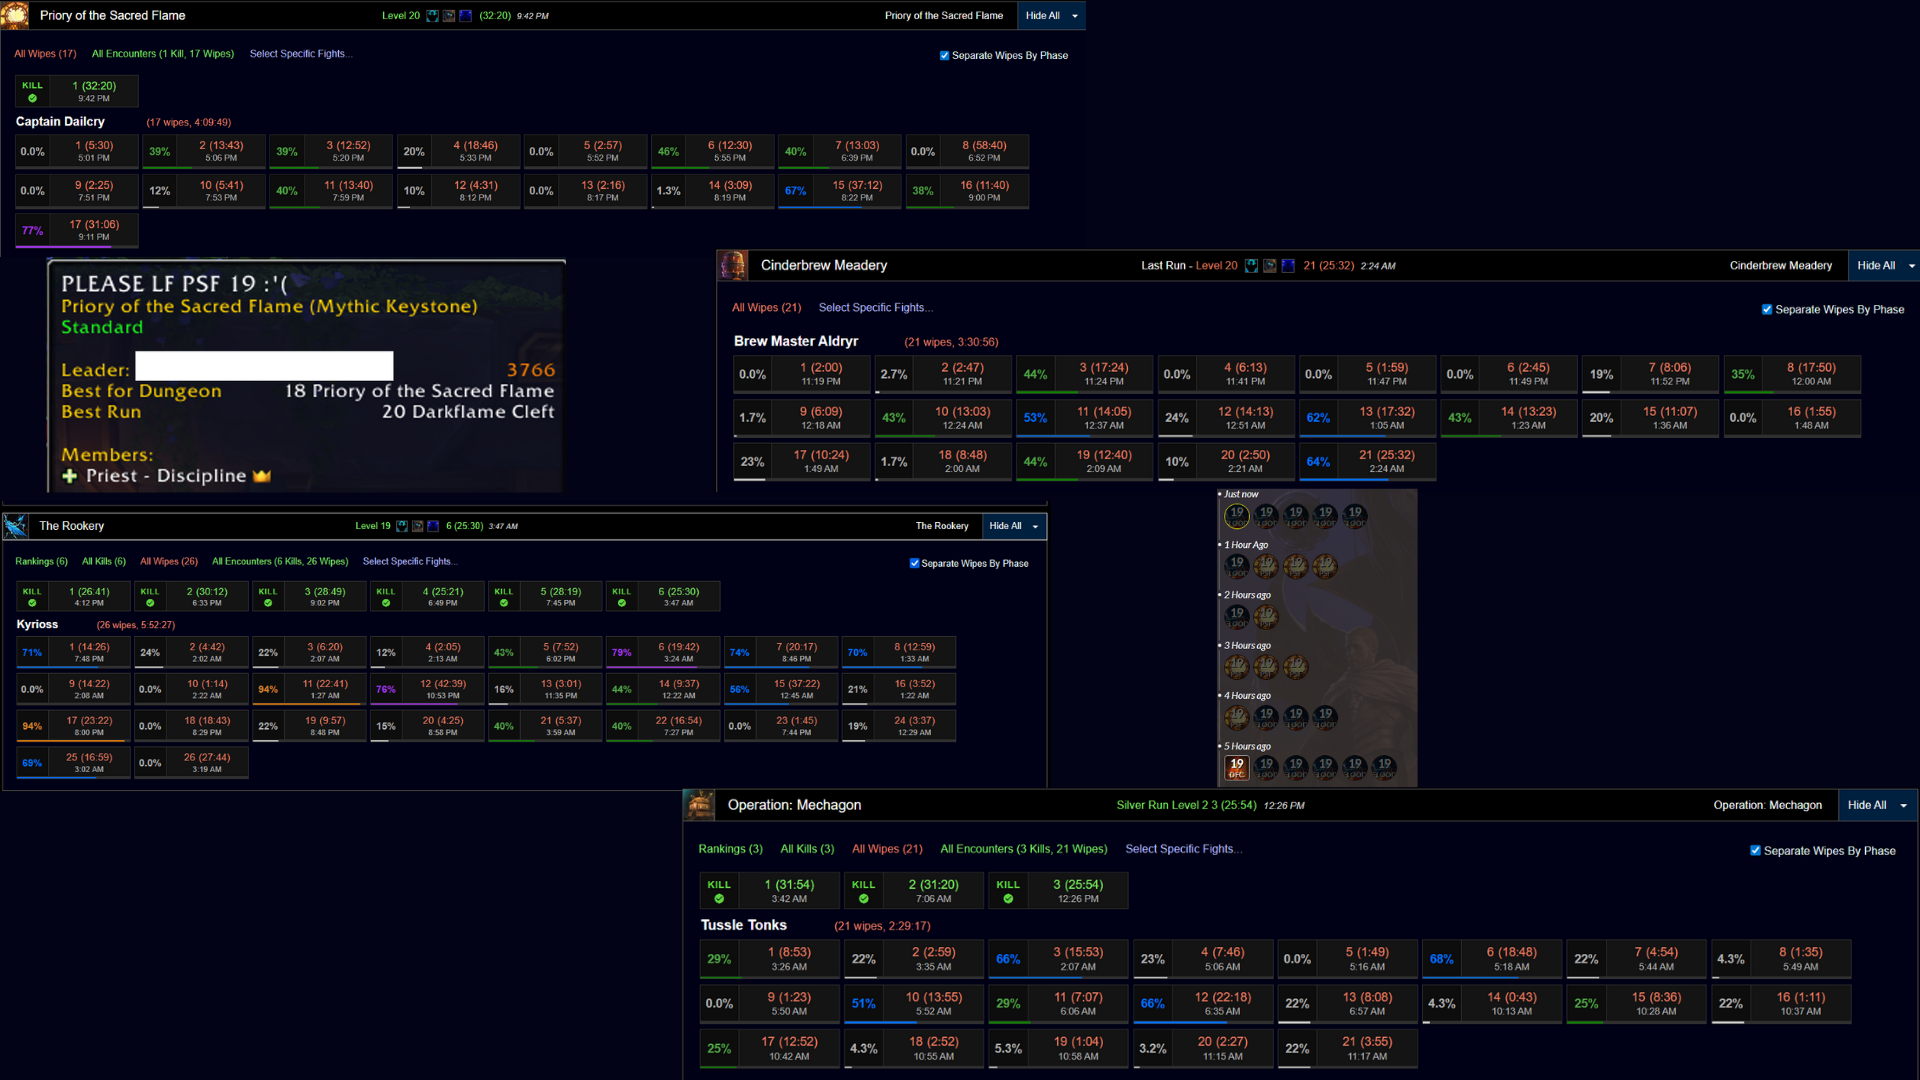 Priory of the Sacred Flame Level 20 (32:20) 9:42 PM Priory of the Sacred Flame Hide All
All Wipes (17) All Encounters (1 Kill, 17 Wipes) Select Specific Fights... Separate Wipes By Phase
KILL 1 (32:20)
9:42 PM
Captain Dailcry (17 wipes, 4:09:49)
0.0% 1 (5:30) 39% 2 (13:43) 39% 3 (12:52) 20% 4 (18:46) 0.0% 5 (2:57) 46% 6 (12:30) 40% 7 (13:03) 0.0% 8 (58:40)
5:01 PM 5:06 PM 5:20 PM 5:33 PM 5:52 PM 5:55 PM 6:39 PM 6:52 PM
0.0% 9 (2:25) 12% 10 (5:41) 40% 11 (13:40) 10% 12 (4:31) 0.0% 13 (2:16) 1.3% 14 (3:09) 67% 15 (37:12) 38% 16 (11:40)
7:51 PM 7:53 PM 7:59 PM 8:12 PM 8:17 PM 8:19 PM 8:22 PM 9:00 PM
77% 17 (31:06)
9:11 PM
PLEASE LF PSF 19 :'(
Priory of the Sacred Flame (Mythic Keystone)
Standard
Leader: 3766
Best for Dungeon 18 Priory of the Sacred Flame
Best Run 20 Darkflame Cleft
Members:
Priest - Discipline
Cinderbrew Meadery Last Run - Level 20 21 (25:32) 2:24 AM Cinderbrew Meadery Hide All
All Wipes (21) Select Specific Fights... Separate Wipes By Phase
Brew Master Aldryr (21 wipes, 3:30:56)
0.0% 1 (2:00) 2.7% 2 (2:47) 44% 3 (17:24) 0.0% 4 (6:13) 0.0% 5 (1:59) 0.0% 6 (2:45) 19% 7 (8:06) 35% 8 (17:50)
11:19 PM 11:21 PM 11:24 PM 11:41 PM 11:47 PM 11:49 PM 11:52 PM 12:00 AM
1.7% 9 (6:09) 43% 10 (13:03) 53% 11 (14:05) 24% 12 (14:13) 62% 13 (17:32) 43% 14 (13:23) 20% 15 (11:07) 0.0% 16 (1:55)
12:18 AM 12:24 AM 12:37 AM 12:51 AM 1:05 AM 1:23 AM 1:36 AM 1:48 AM
23% 17 (10:24) 1.7% 18 (8:48) 44% 19 (12:40) 10% 20 (2:50) 64% 21 (25:32)
1:49 AM 2:00 AM 2:09 AM 2:21 AM 2:24 AM
The Rookery Level 19 6 (25:30) 3:47 AM The Rookery Hide All
Rankings (6) All Kills (6) All Wipes (26) All Encounters (6 Kills, 26 Wipes) Select Specific Fights... Separate Wipes By Phase
KILL 1 (26:41) KILL 2 (30:12) KILL 3 (28:49) KILL 4 (25:21) KILL 5 (28:19) KILL 6 (25:30)
4:12 PM 6:33 PM 9:02 PM 6:49 PM 7:45 PM 3:47 AM
Kyrioss (26 wipes, 5:52:27)
71% 1 (14:26) 24% 2 (4:42) 22% 3 (6:20) 12% 4 (2:05) 43% 5 (7:52) 79% 6 (19:42) 74% 7 (20:17) 70% 8 (12:59)
7:48 PM 2:02 AM 2:07 AM 2:13 AM 6:02 PM 3:24 AM 8:46 PM 1:33 AM
0.0% 9 (14:22) 0.0% 10 (1:14) 94% 11 (22:41) 76% 12 (42:39) 16% 13 (3:01) 44% 14 (9:37) 56% 15 (37:22) 21% 16 (3:52)
2:08 AM 2:22 AM 1:27 AM 10:53 PM 11:35 PM 12:22 AM 12:45 AM 1:22 AM
94% 17 (23:22) 0.0% 18 (18:43) 22% 19 (9:57) 15% 20 (4:25) 40% 21 (5:37) 40% 22 (16:54) 0.0% 23 (1:45) 19% 24 (3:37)
8:00 PM 8:29 PM 8:48 PM 8:58 PM 3:59 AM 7:27 PM 7:44 PM 12:29 AM
69% 25 (16:59) 0.0% 26 (27:44)
3:02 AM 3:19 AM
Just now
19 19 19 19 19
1 Hour Ago
19 19 19 19
PSF PSF PSF
2 Hours ago
19 19
PSF
3 Hours ago
19 19 19
4 Hours ago
19 19 19 19
5 Hours ago
19 19 19 19 19 19
DFC
Operation: Mechagon Silver Run Level 2 3 (25:54) 12:26 PM Operation: Mechagon Hide All
Rankings (3) All Kills (3) All Wipes (21) All Encounters (3 Kills, 21 Wipes) Select Specific Fights... Separate Wipes By Phase
KILL 1 (31:54) KILL 2 (31:20) KILL 3 (25:54)
3:42 AM 7:06 AM 12:26 PM
Tussle Tonks (21 wipes, 2:29:17)
29% 1 (8:53) 22% 2 (2:59) 66% 3 (15:53) 23% 4 (7:46) 0.0% 5 (1:49) 68% 6 (18:48) 22% 7 (4:54) 4.3% 8 (1:35)
3:26 AM 3:35 AM 2:07 AM 5:06 AM 5:16 AM 5:18 AM 5:44 AM 5:49 AM
0.0% 9 (1:23) 51% 10 (13:55) 29% 11 (7:07) 66% 12 (22:18) 22% 13 (8:08) 4.3% 14 (0:43) 25% 15 (8:36) 22% 16 (1:11)
5:50 AM 5:52 AM 6:06 AM 6:35 AM 6:57 AM 10:13 AM 10:28 AM 10:37 AM
25% 17 (12:52) 4.3% 18 (2:52) 5.3% 19 (1:04) 3.2% 20 (2:27) 22% 21 (3:55)
10:42 AM 10:55 AM 10:58 AM 11:15 AM 11:17 AM